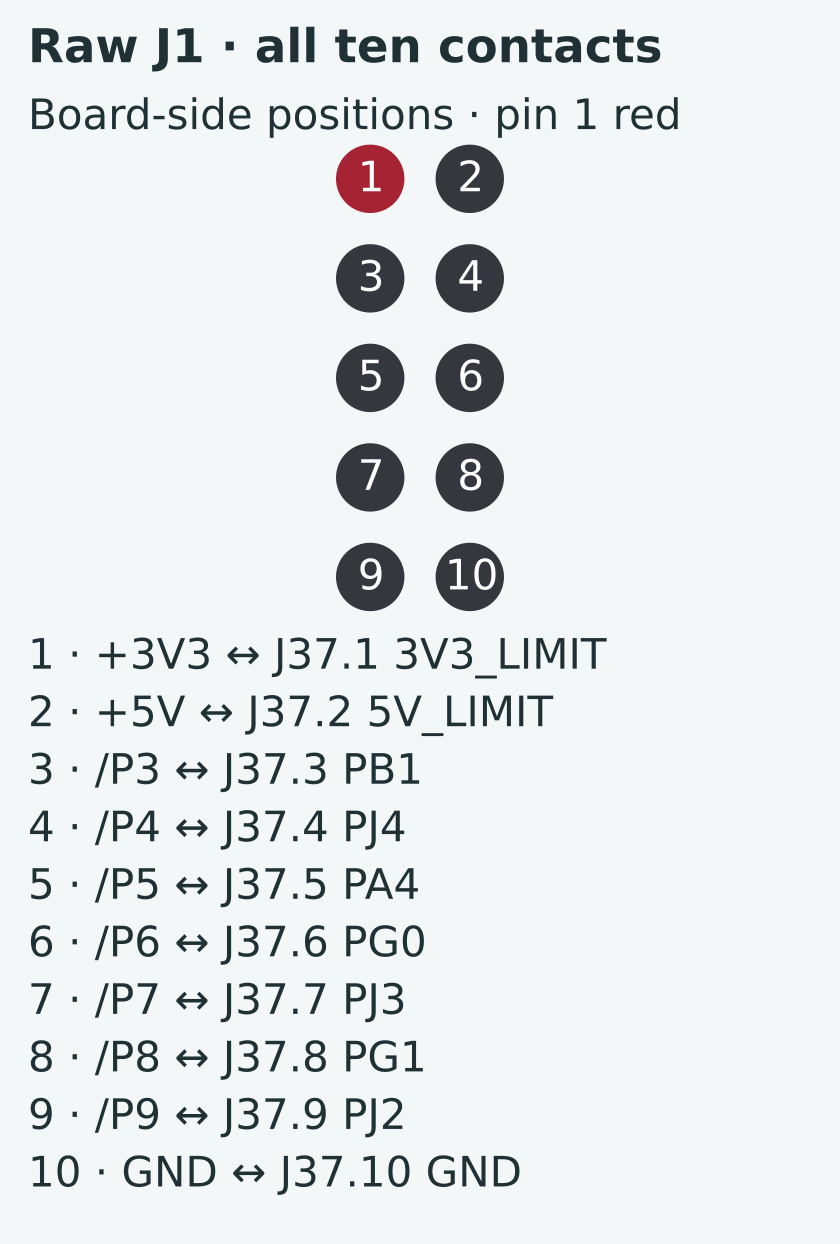 Raw J1 · all ten contacts
Board-side positions · pin 1 red
1 2
3 4
5 6
7 8
9 10
1 · +3V3 ↔ J37.1 3V3_LIMIT
2 · +5V ↔ J37.2 5V_LIMIT
3 · /P3 ↔ J37.3 PB1
4 · /P4 ↔ J37.4 PJ4
5 · /P5 ↔ J37.5 PA4
6 · /P6 ↔ J37.6 PG0
7 · /P7 ↔ J37.7 PJ3
8 · /P8 ↔ J37.8 PG1
9 · /P9 ↔ J37.9 PJ2
10 · GND ↔ J37.10 GND